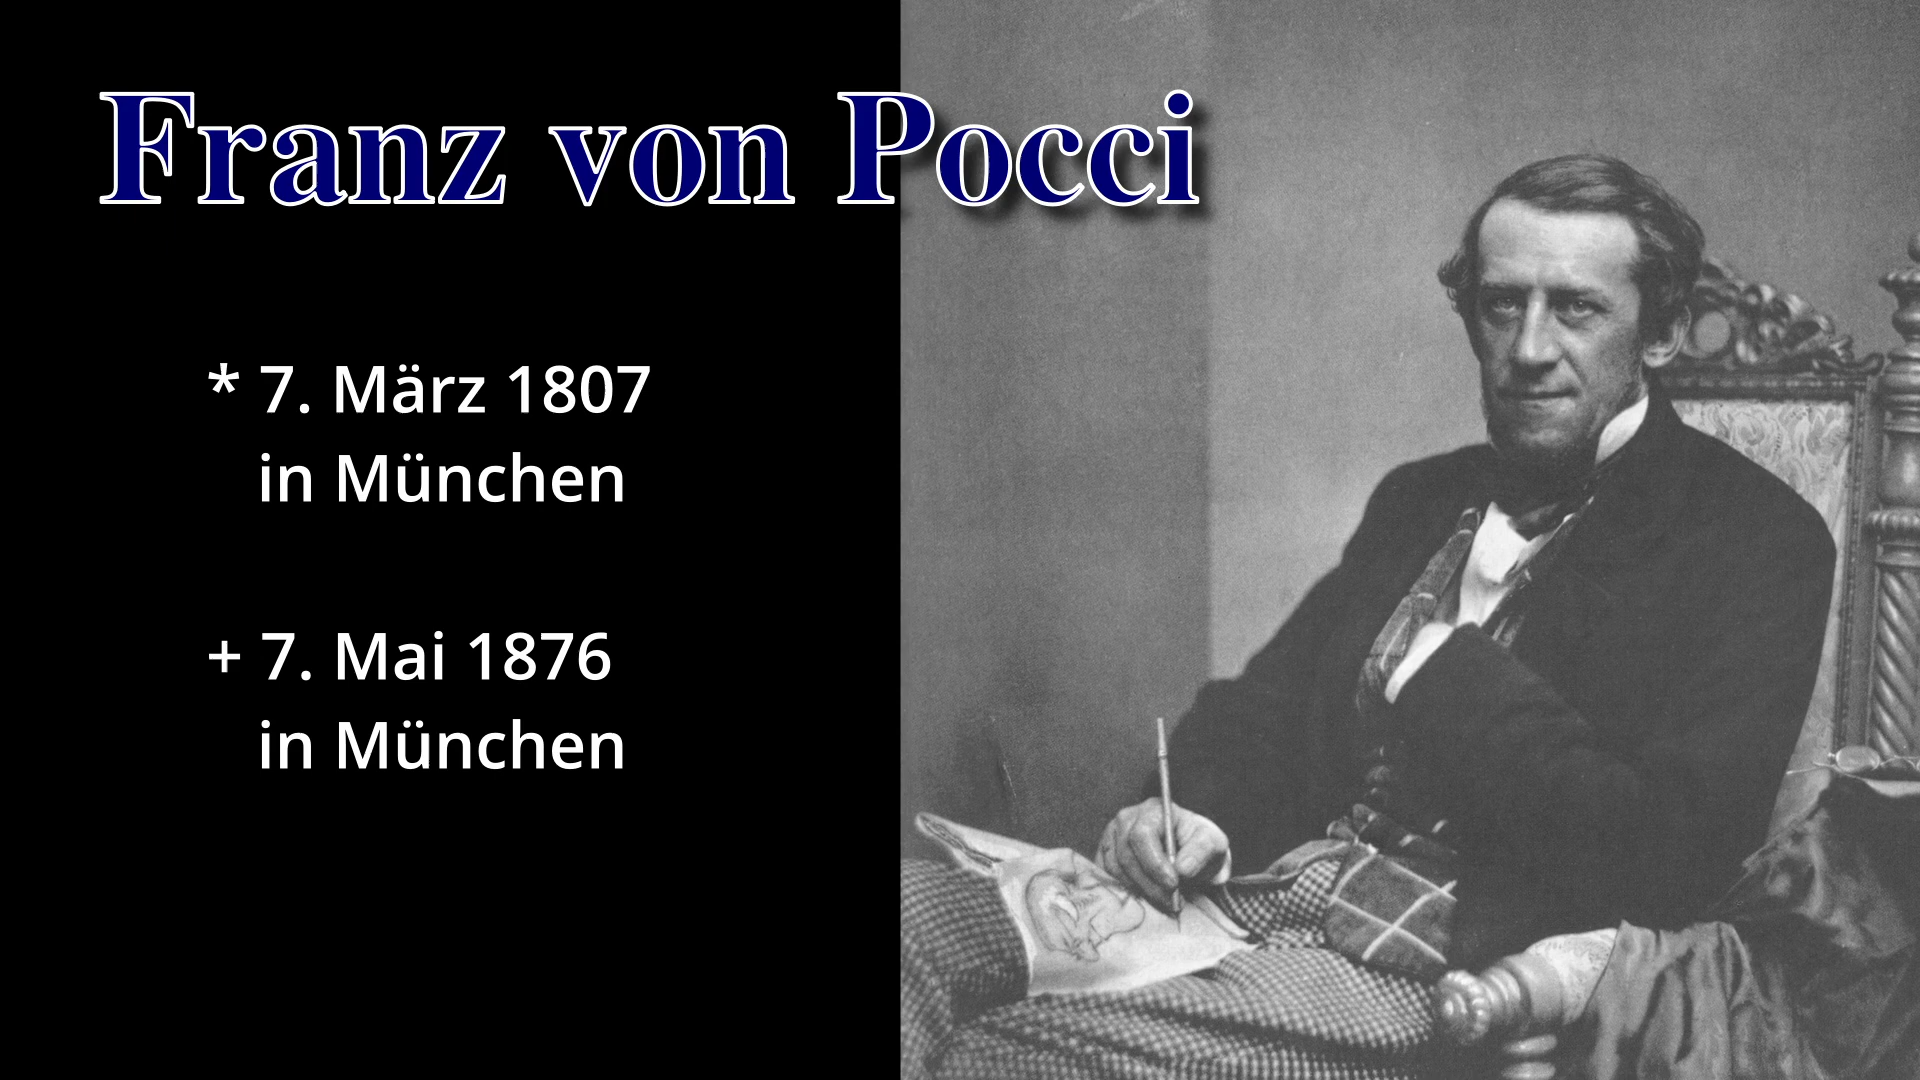 Franz von Pocci
* 7. März 1807
in München
+ 7. Mai 1876
in München